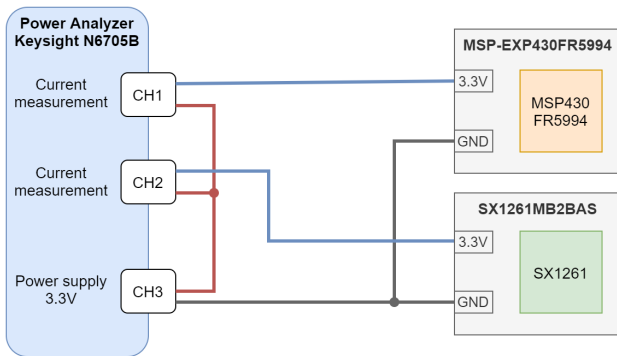 Power Analyzer
Keysight N6705B
Current
measurement
CH1
Current
measurement
CH2
Power supply
3.3V
CH3
MSP-EXP430FR5994
3.3V
MSP430
FR5994
GND
SX1261MB2BAS
3.3V
SX1261
GND